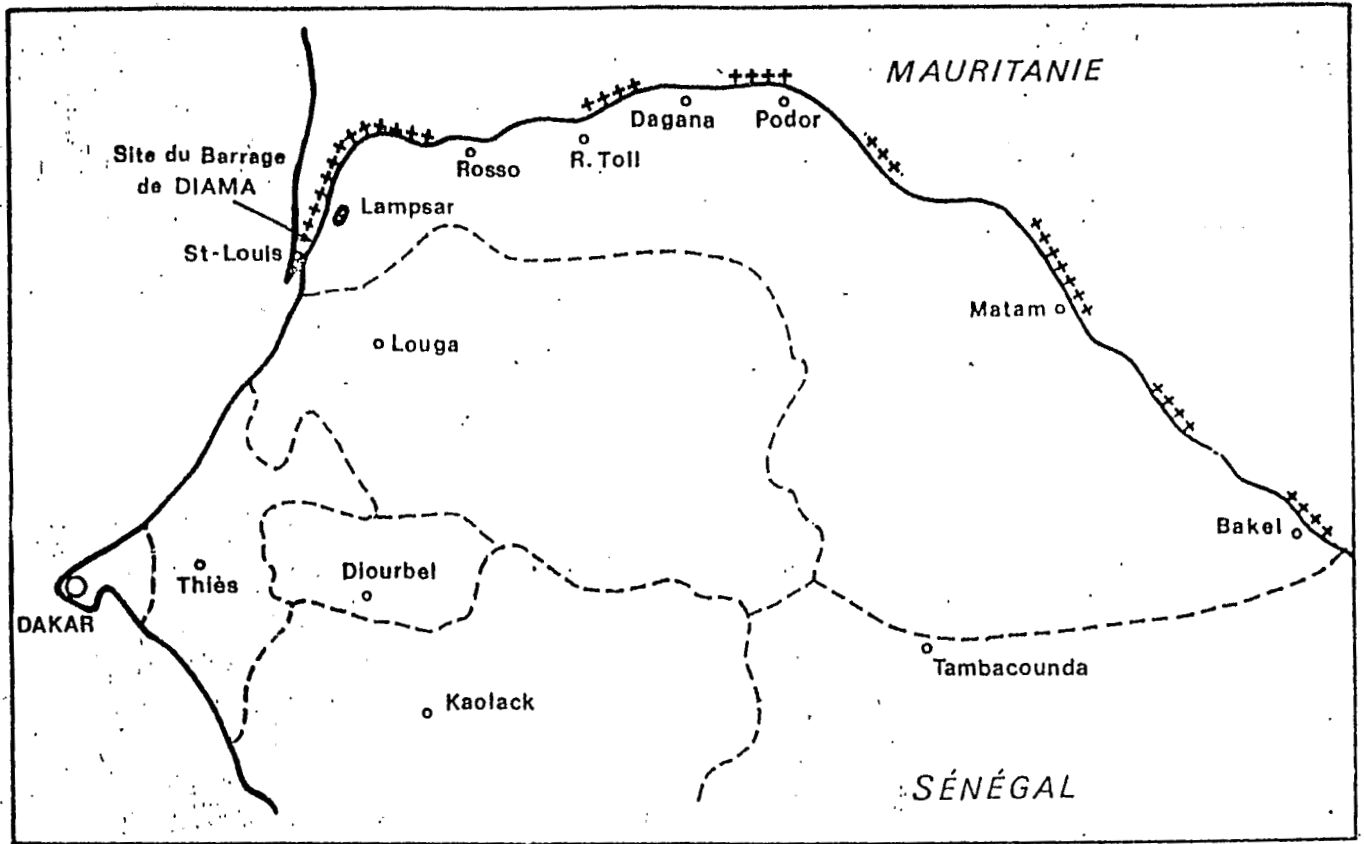 MAURITANIE
Dagana
Podor
Site du Barrage
de DIAMA
Rosso
R. Toll
Lampsar
St-Louis
Matam
Louga
Bakel
Thiès
Diourbel
DAKAR
Tambacounda
Kaolack
SÉNÉGAL